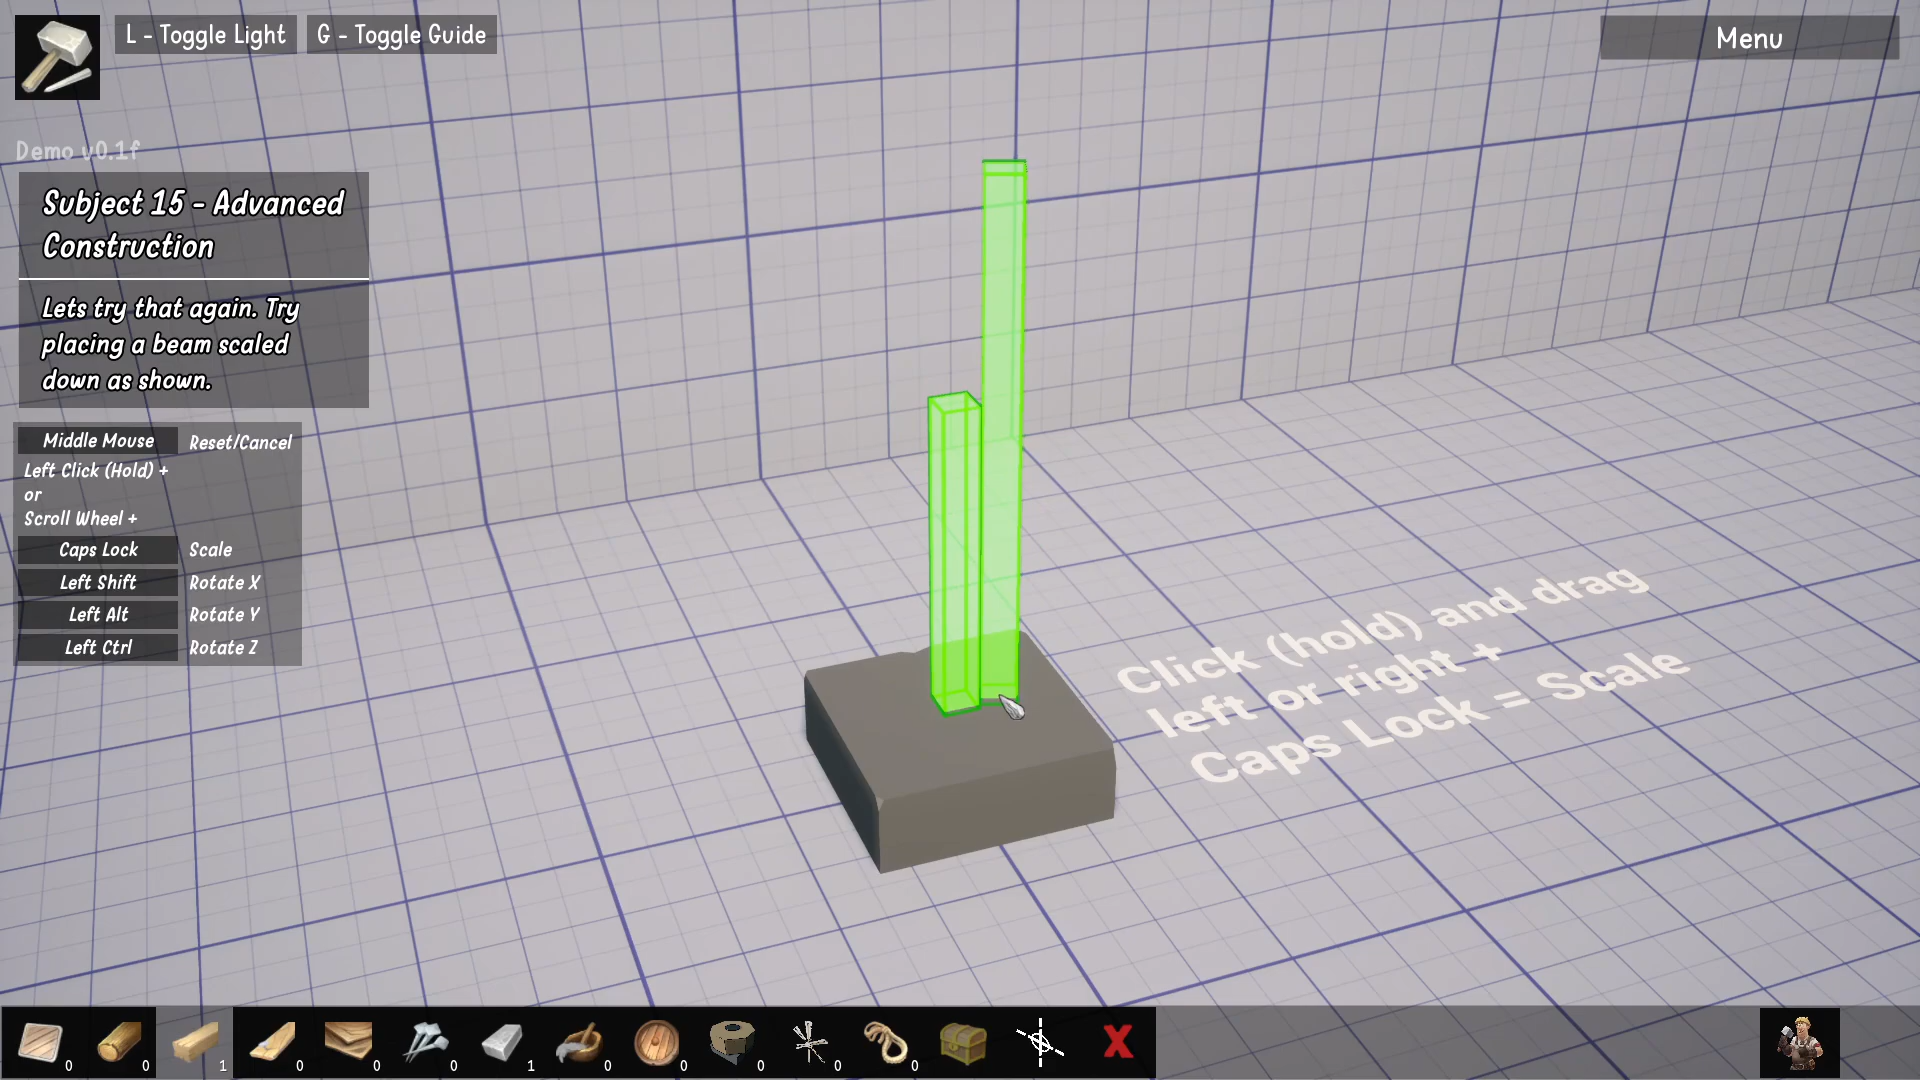 L - Toggle Light
G - Toggle Guide
Menu
Demo v0.1f
Subject 15 - Advanced
Construction
Lets try that again. Try
placing a beam scaled
down as shown.
Middle Mouse Reset/Cancel
Left Click (Hold) +
or
Scroll Wheel +
Caps Lock Scale
Left Shift Rotate X
Left Alt Rotate Y
Left Ctrl Rotate Z
Click (hold) and drag
left or right +
Caps Lock = Scale
0 0 1 0 0 0 1 0 0 0 0 0